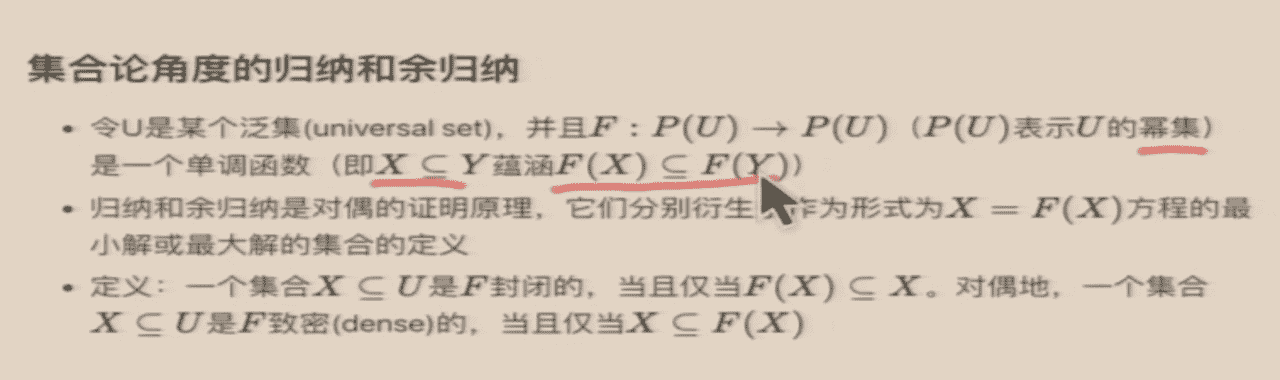 集合论角度的归纳和余归纳
• 令U是某个泛集(universal set)，并且F : P(U) → P(U)（P(U)表示U的幂集）
是一个单调函数（即X ⊆ Y 蕴涵F(X) ⊆ F(Y)）
• 归纳和余归纳是对偶的证明原理，它们分别衍生 作为形式为X = F(X)方程的最
小解或最大解的集合的定义
• 定义：一个集合X ⊆ U是F封闭的，当且仅当F(X) ⊆ X。对偶地，一个集合
X ⊆ U是F致密(dense)的，当且仅当X ⊆ F(X)